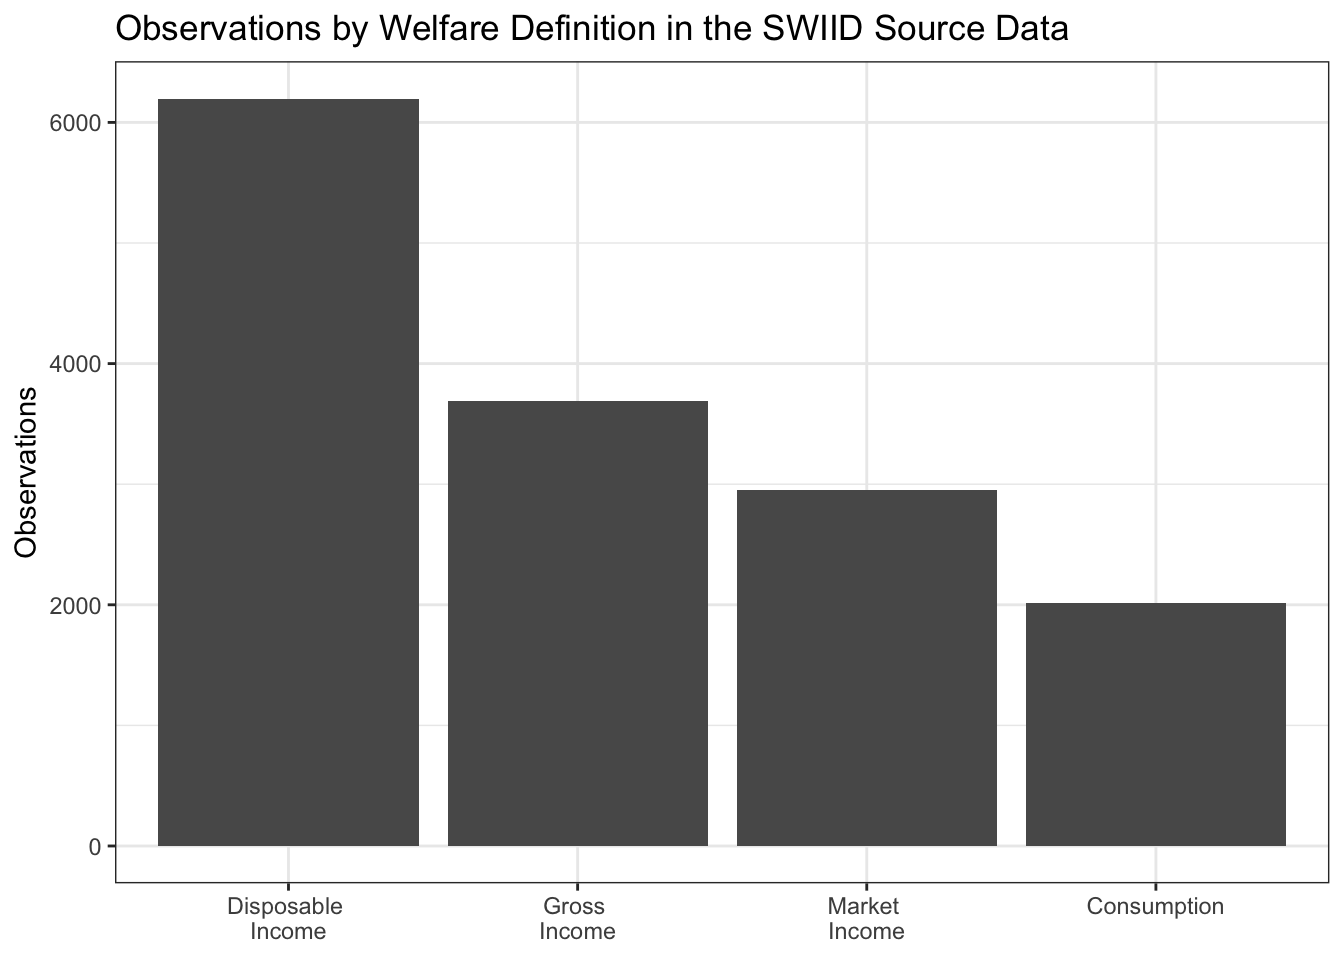 Observations by Welfare Definition in the SWIID Source Data
Observations
6000
4000
2000
0
Disposable
Income
Gross
Income
Market
Income
Consumption